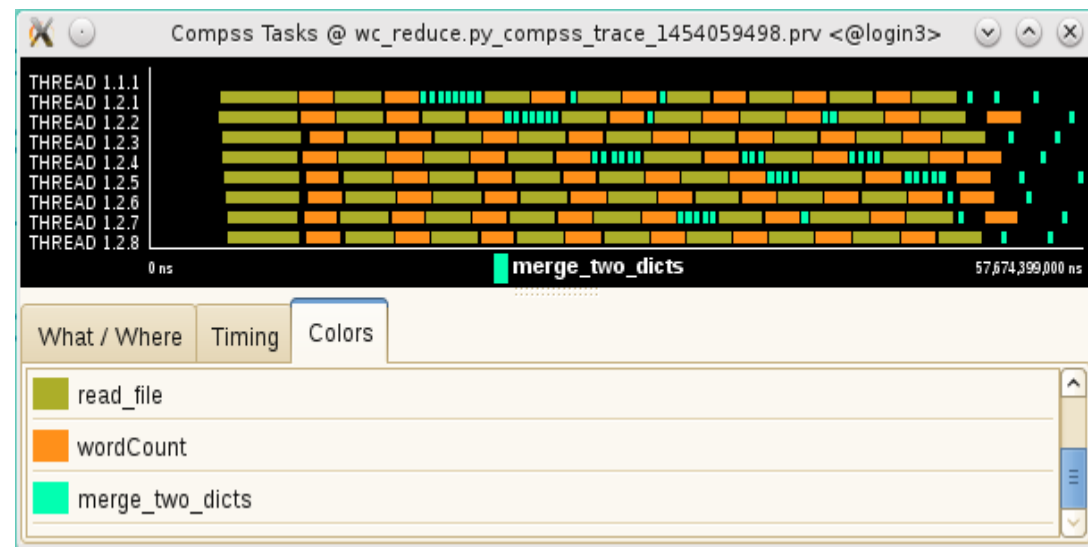 Compss Tasks @ wc_reduce.py_compss_trace_1454059498.prv <@login3>
THREAD 1.1.1
THREAD 1.2.1
THREAD 1.2.2
THREAD 1.2.3
THREAD 1.2.4
THREAD 1.2.5
THREAD 1.2.6
THREAD 1.2.7
THREAD 1.2.8
0 ns merge_two_dicts 57,674,399,000 ns
What / Where Timing Colors
read_file
wordCount
merge_two_dicts